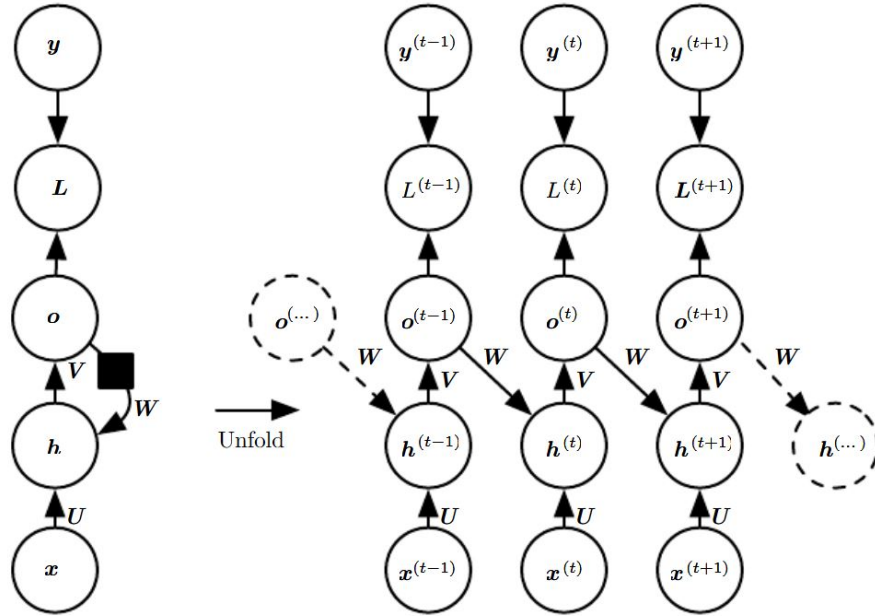 y y^(t−1) y^(t) y^(t+1)
L L^(t−1) L^(t) L^(t+1)
o o^(...) o^(t−1) o^(t) o^(t+1)
W W W W
V V V V
W
h h^(t−1) h^(t) h^(t+1) h^(...)
Unfold
U U U U
x x^(t−1) x^(t) x^(t+1)